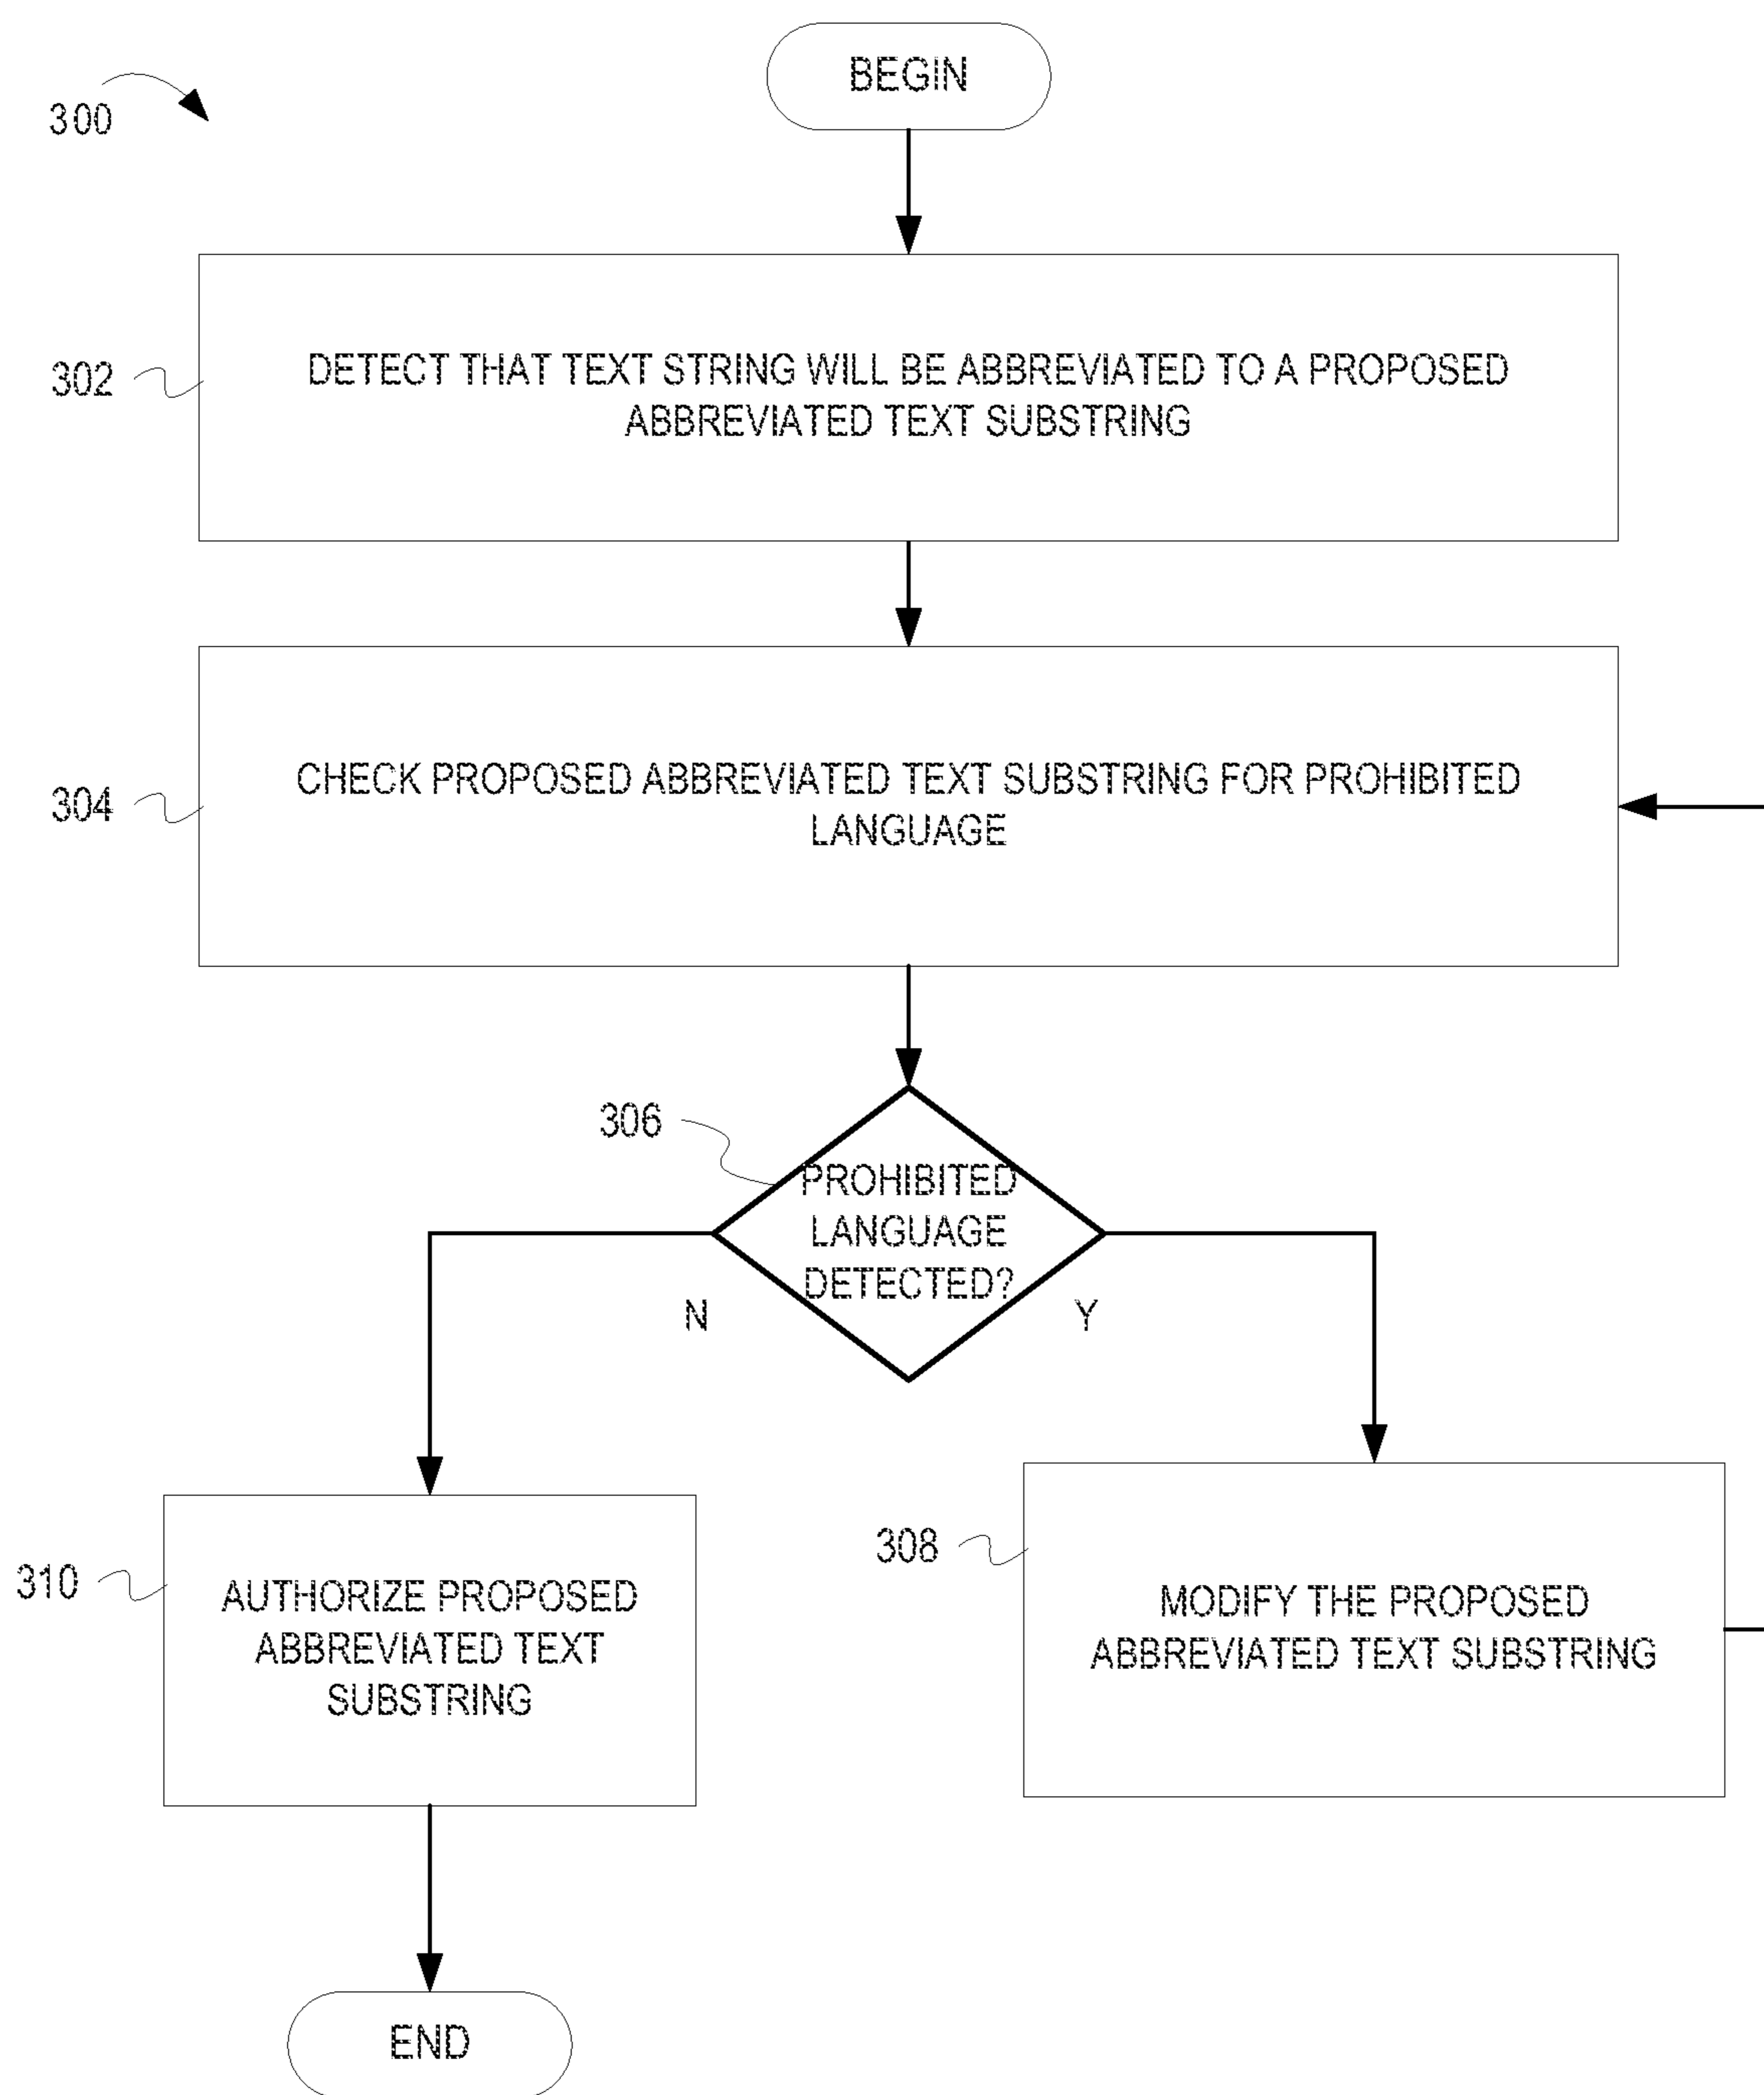 BEGIN
300
302
DETECT THAT TEXT STRING WILL BE ABBREVIATED TO A PROPOSED
ABBREVIATED TEXT SUBSTRING
304
CHECK PROPOSED ABBREVIATED TEXT SUBSTRING FOR PROHIBITED
LANGUAGE
306
PROHIBITED
LANGUAGE
DETECTED?
N
Y
308
MODIFY THE PROPOSED
ABBREVIATED TEXT SUBSTRING
310
AUTHORIZE PROPOSED
ABBREVIATED TEXT
SUBSTRING
END